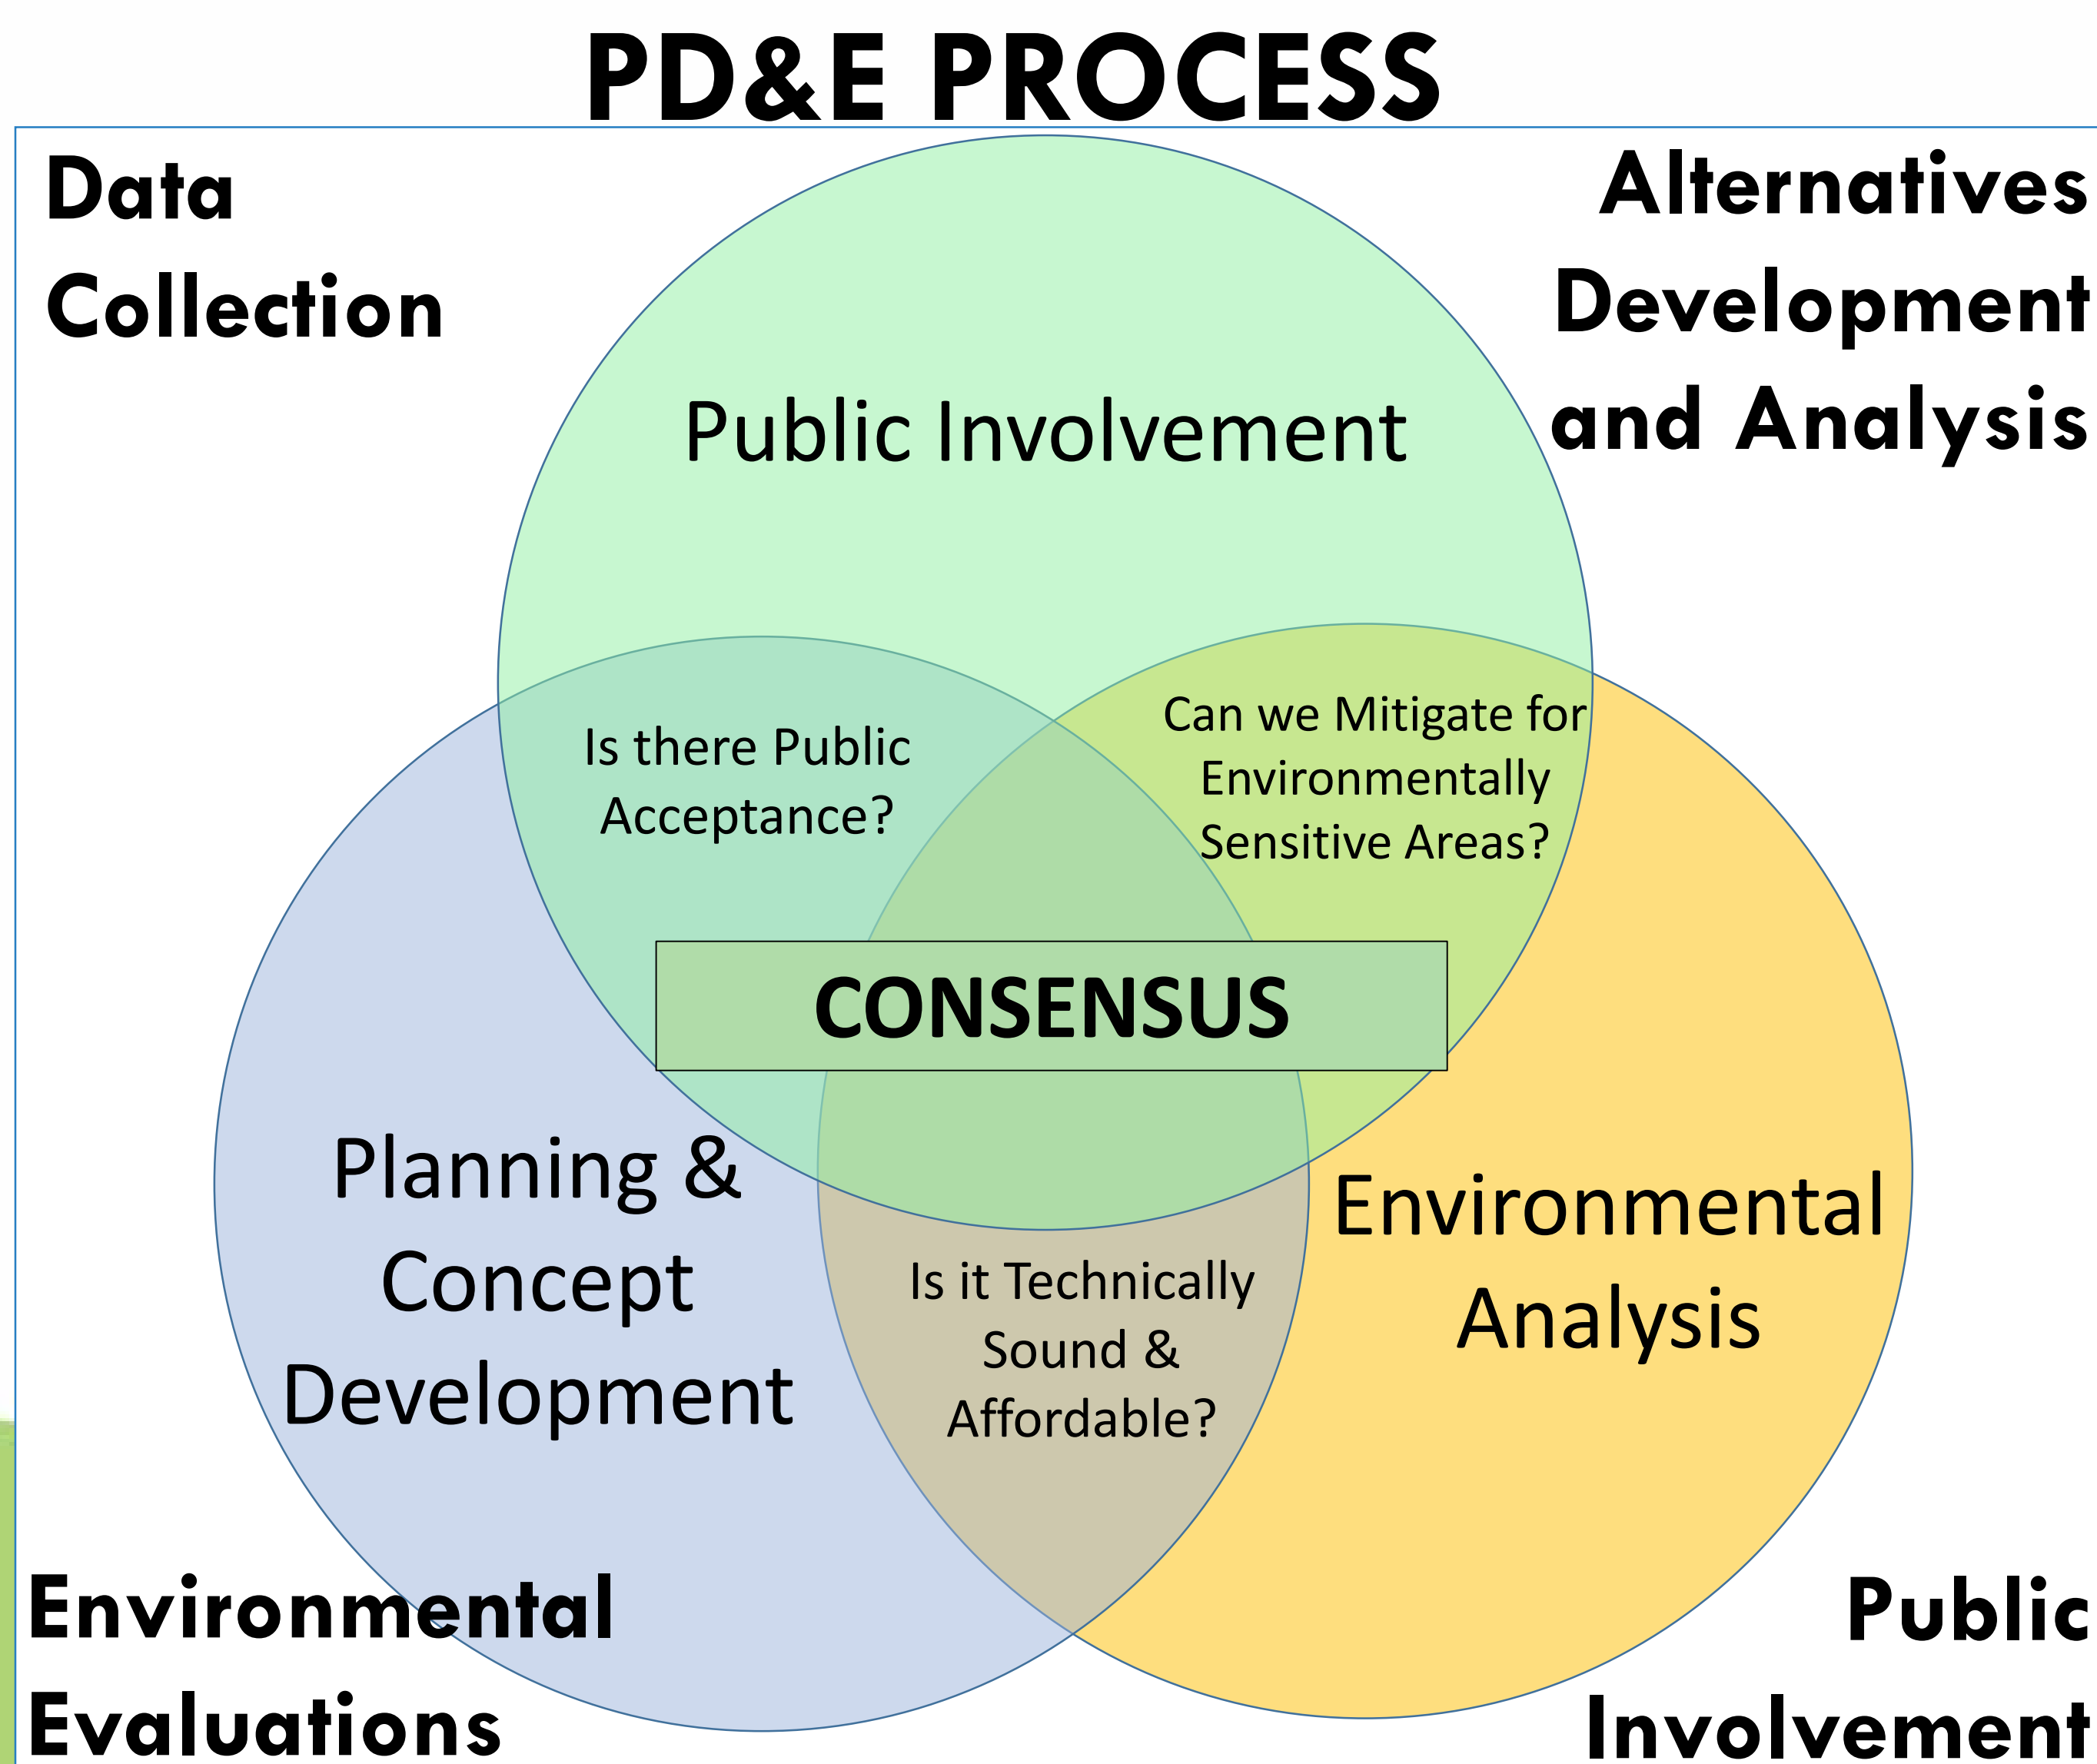 PD&E PROCESS
Data
Collection
Alternatives
Development
and Analysis
Public Involvement
Is there Public
Acceptance?
Can we Mitigate for
Environmentally
Sensitive Areas?
CONSENSUS
Planning &
Concept
Development
Is it Technically
Sound &
Affordable?
Environmental
Analysis
Environmental
Evaluations
Public
Involvement